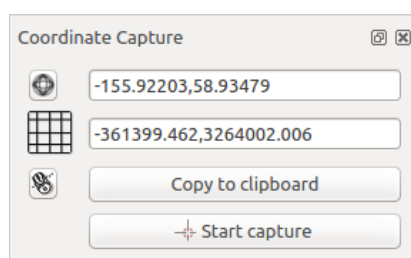 Coordinate Capture
-155.92203,58.93479
-361399.462,3264002.006
Copy to clipboard
Start capture